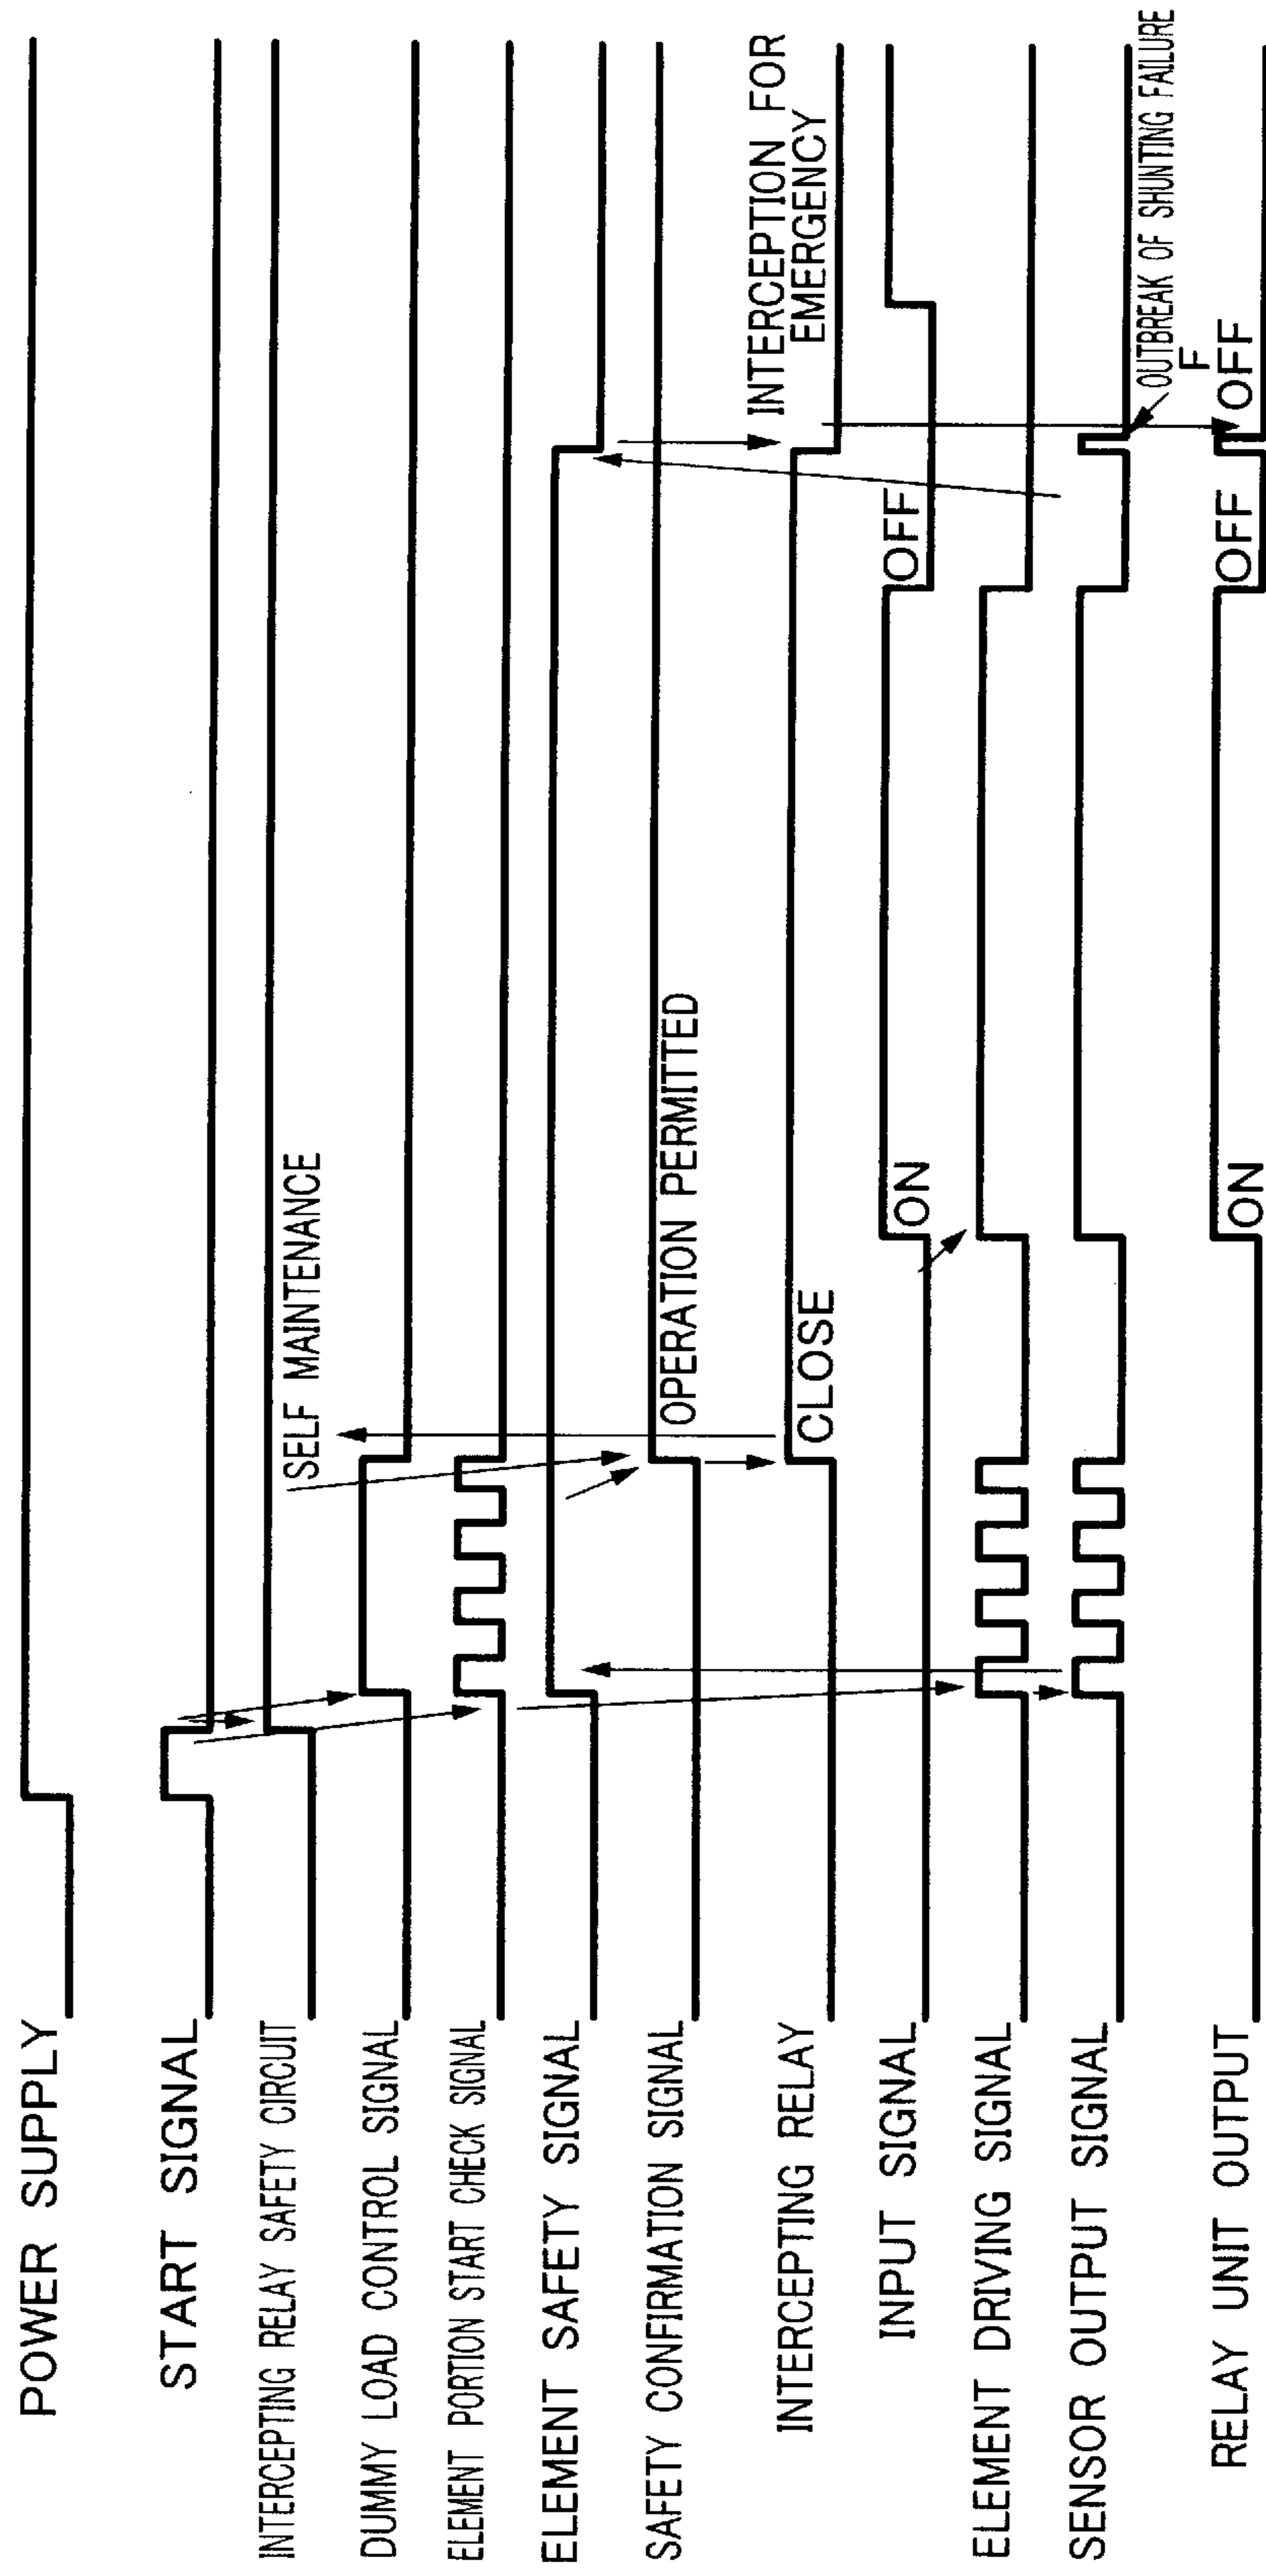 POWER SUPPLY
START SIGNAL
INTERCEPTING RELAY SAFETY CIRCUIT
SELF MAINTENANCE
DUMMY LOAD CONTROL SIGNAL
ELEMENT PORTION START CHECK SIGNAL
ELEMENT SAFETY SIGNAL
SAFETY CONFIRMATION SIGNAL
OPERATION PERMITTED
INTERCEPTION FOR
EMERGENCY
INTERCEPTING RELAY
CLOSE
INPUT SIGNAL
ON
OFF
ELEMENT DRIVING SIGNAL
SENSOR OUTPUT SIGNAL
OUTBREAK OF SHUNTING FAILURE
F
RELAY UNIT OUTPUT
ON
OFF
OFF